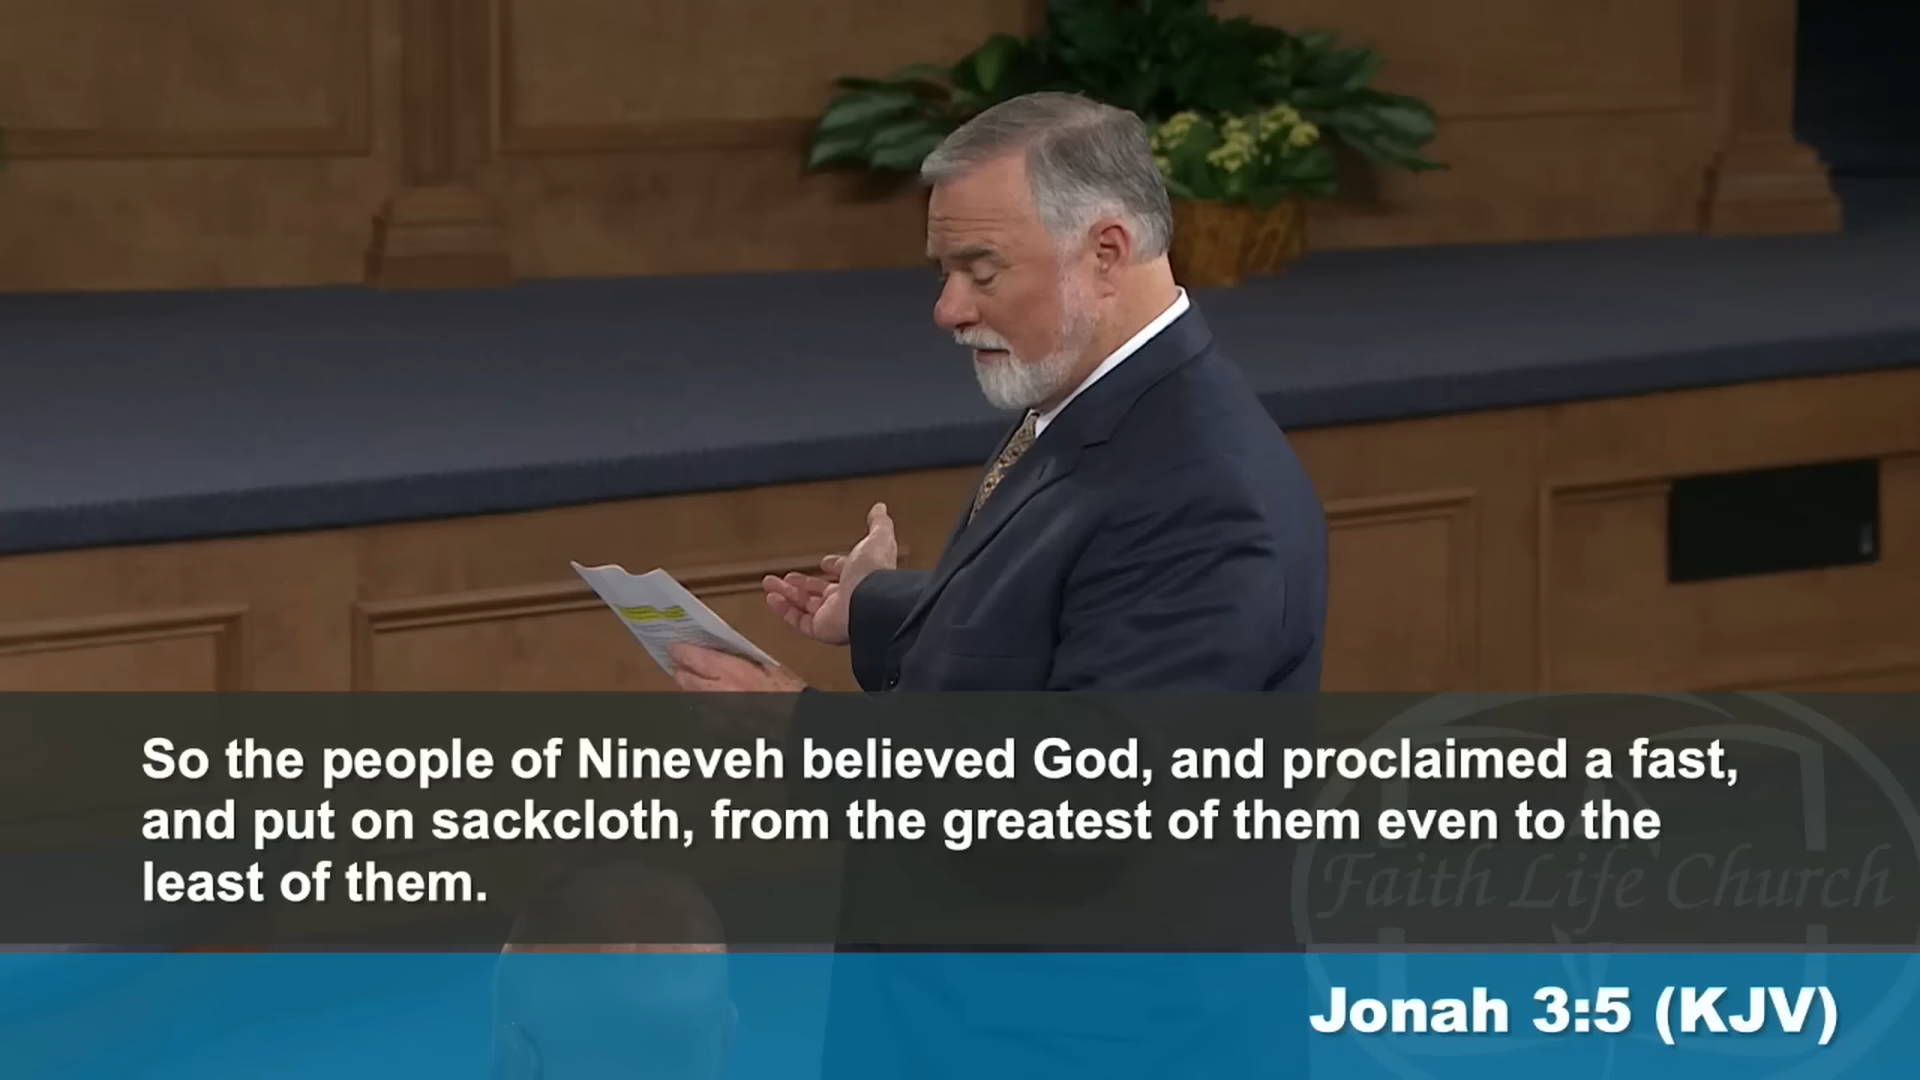 So the people of Nineveh believed God, and proclaimed a fast,
and put on sackcloth, from the greatest of them even to the
least of them.
Faith Life Church
Jonah 3:5 (KJV)